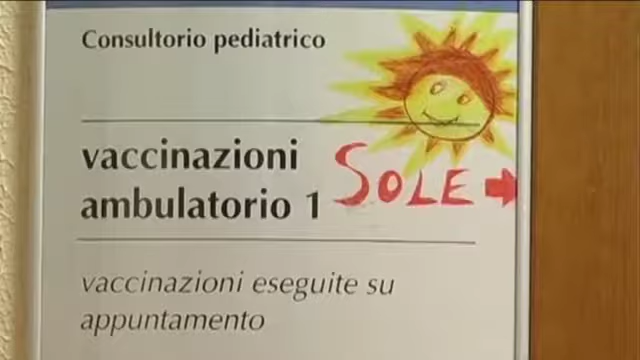 Consultorio pediatrico
vaccinazioni
ambulatorio 1
SOLE
vaccinazioni eseguite su
appuntamento